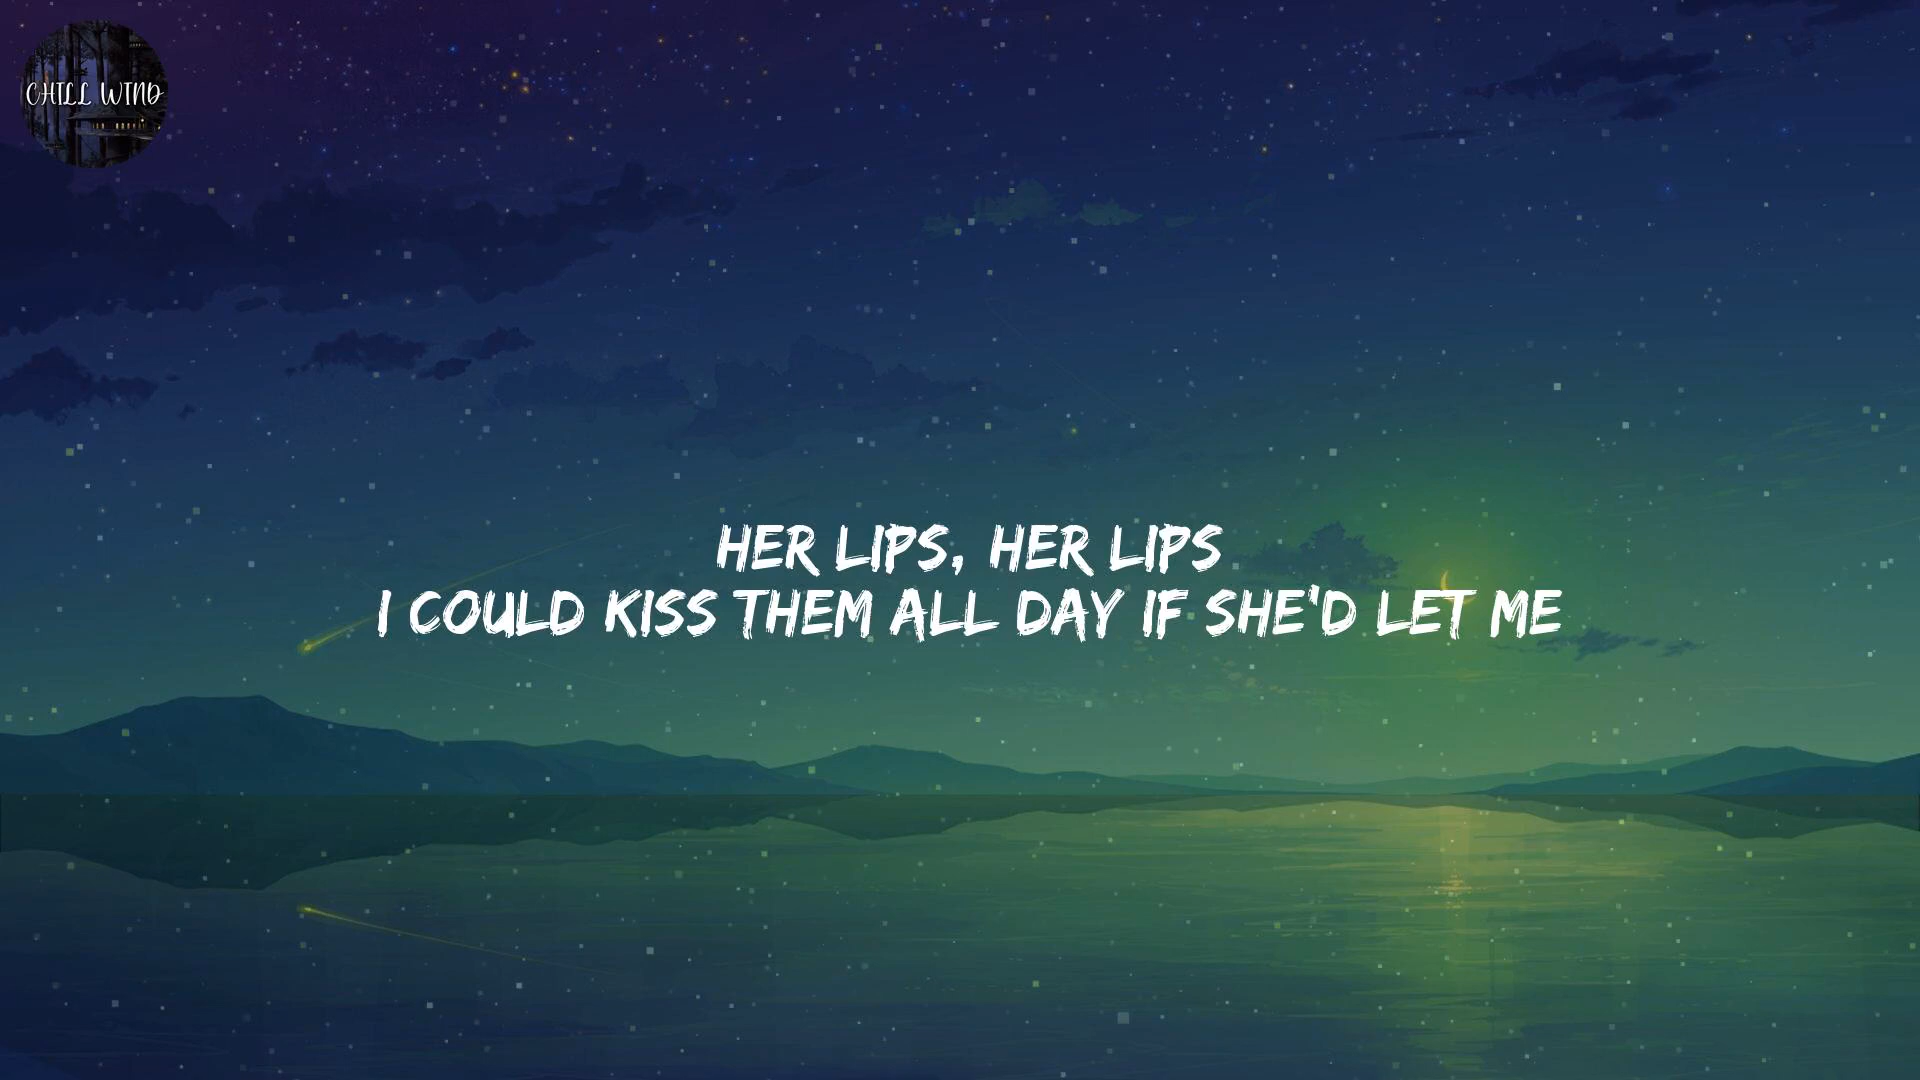 CHILL WIND
HER LIPS, HER LIPS
I COULD KISS THEM ALL DAY IF SHE'D LET ME